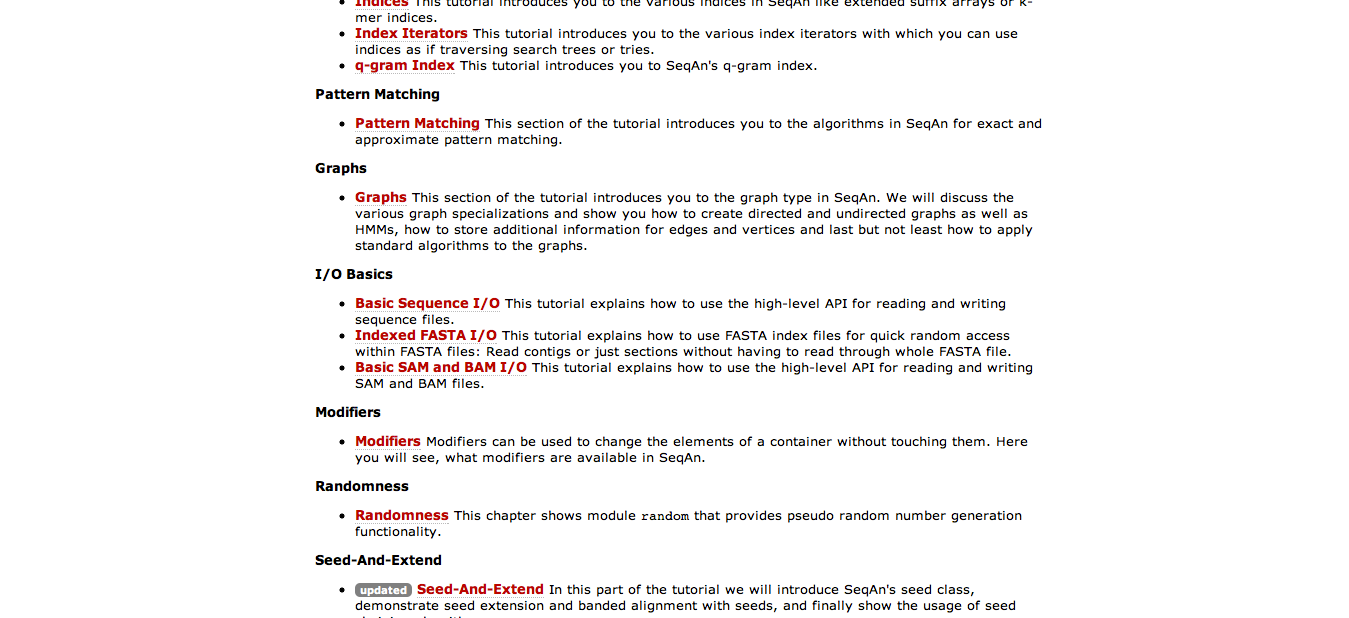 Indices This tutorial introduces you to the various indices in SeqAn like extended suffix arrays or k-
mer indices.
Index Iterators This tutorial introduces you to the various index iterators with which you can use
indices as if traversing search trees or tries.
q-gram Index This tutorial introduces you to SeqAn's q-gram index.
Pattern Matching
Pattern Matching This section of the tutorial introduces you to the algorithms in SeqAn for exact and
approximate pattern matching.
Graphs
Graphs This section of the tutorial introduces you to the graph type in SeqAn. We will discuss the
various graph specializations and show you how to create directed and undirected graphs as well as
HMMs, how to store additional information for edges and vertices and last but not least how to apply
standard algorithms to the graphs.
I/O Basics
Basic Sequence I/O This tutorial explains how to use the high-level API for reading and writing
sequence files.
Indexed FASTA I/O This tutorial explains how to use FASTA index files for quick random access
within FASTA files: Read contigs or just sections without having to read through whole FASTA file.
Basic SAM and BAM I/O This tutorial explains how to use the high-level API for reading and writing
SAM and BAM files.
Modifiers
Modifiers Modifiers can be used to change the elements of a container without touching them. Here
you will see, what modifiers are available in SeqAn.
Randomness
Randomness This chapter shows module random that provides pseudo random number generation
functionality.
Seed-And-Extend
updated Seed-And-Extend In this part of the tutorial we will introduce SeqAn's seed class,
demonstrate seed extension and banded alignment with seeds, and finally show the usage of seed